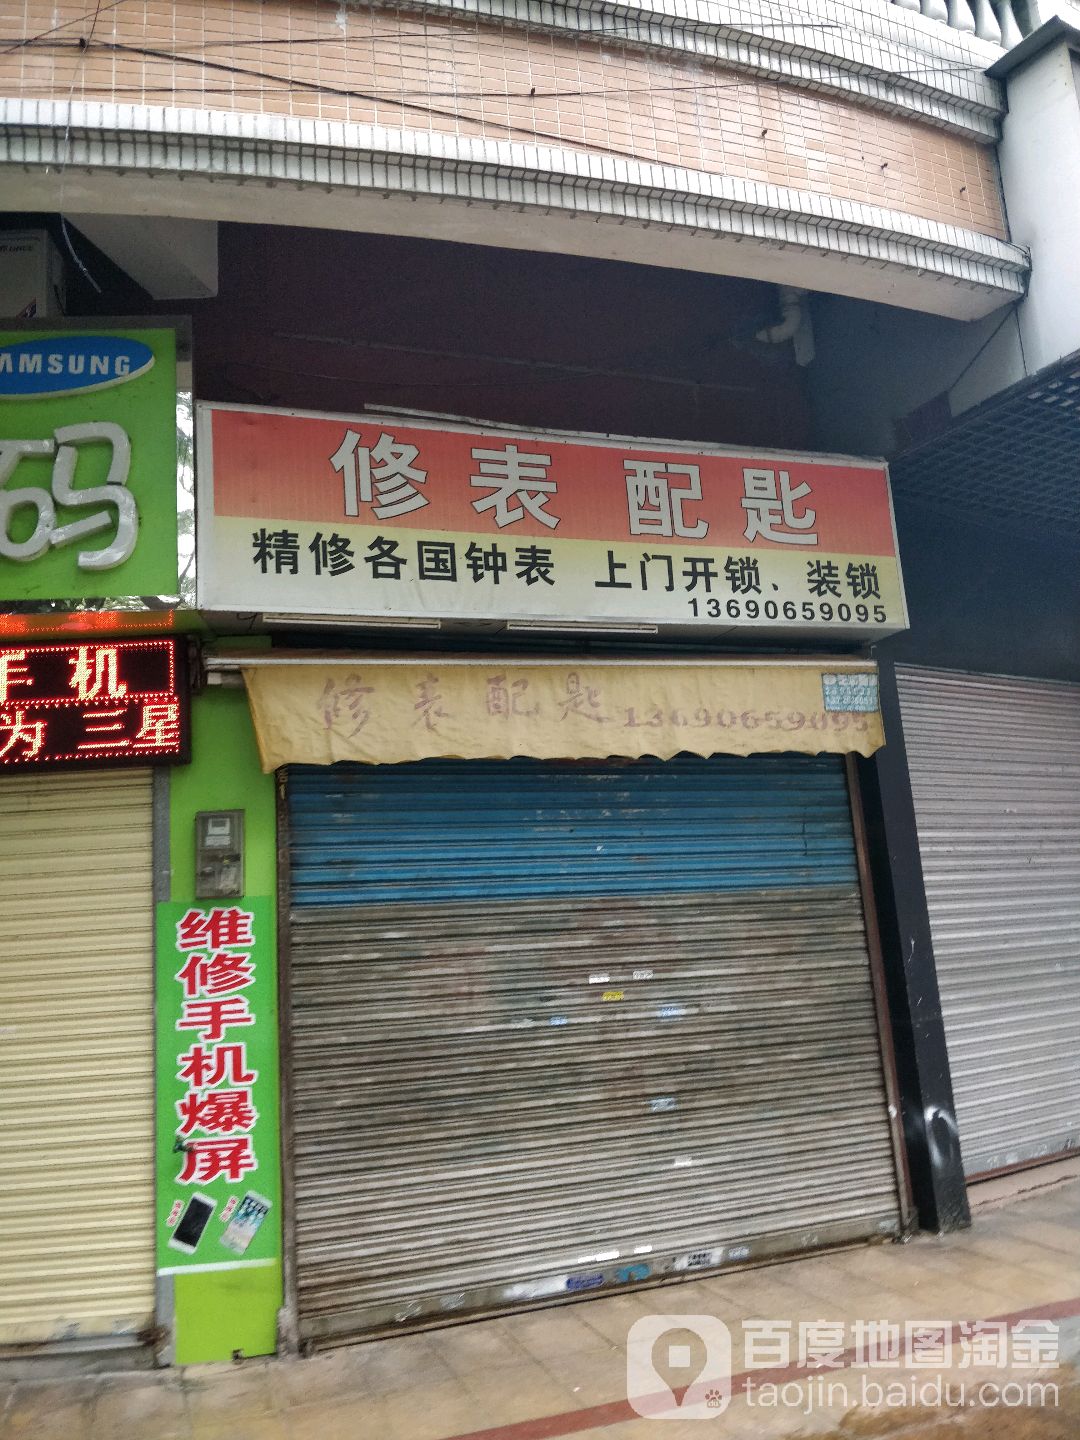 AMSUNG
码
修表 配匙
精修各国钟表 上门开锁、装锁
13690659095
手机
为 三星
修表配匙 13690659095
维修手机爆屏
百度地图淘金
taojin.baidu.com